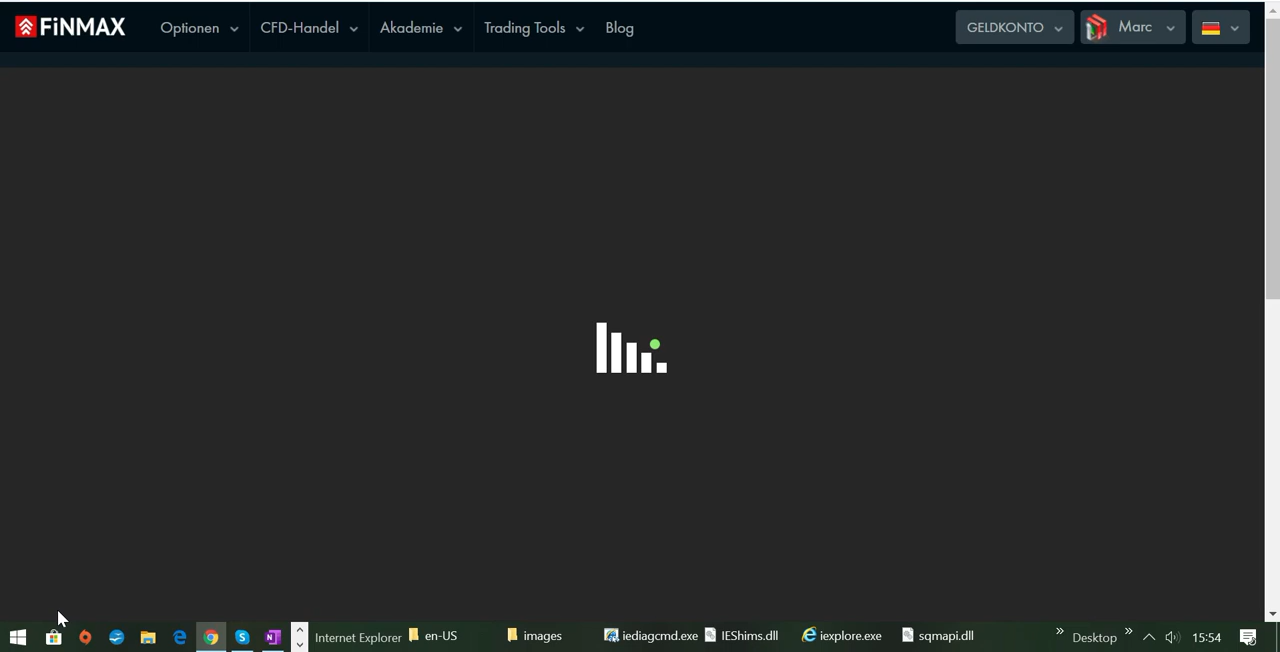 FiNMAX
Optionen
CFD-Handel
Akademie
Trading Tools
Blog
GELDKONTO
Marc
Internet Explorer
en-US
images
iediagcmd.exe
IEShims.dll
iexplore.exe
sqmapi.dll
Desktop
15:54